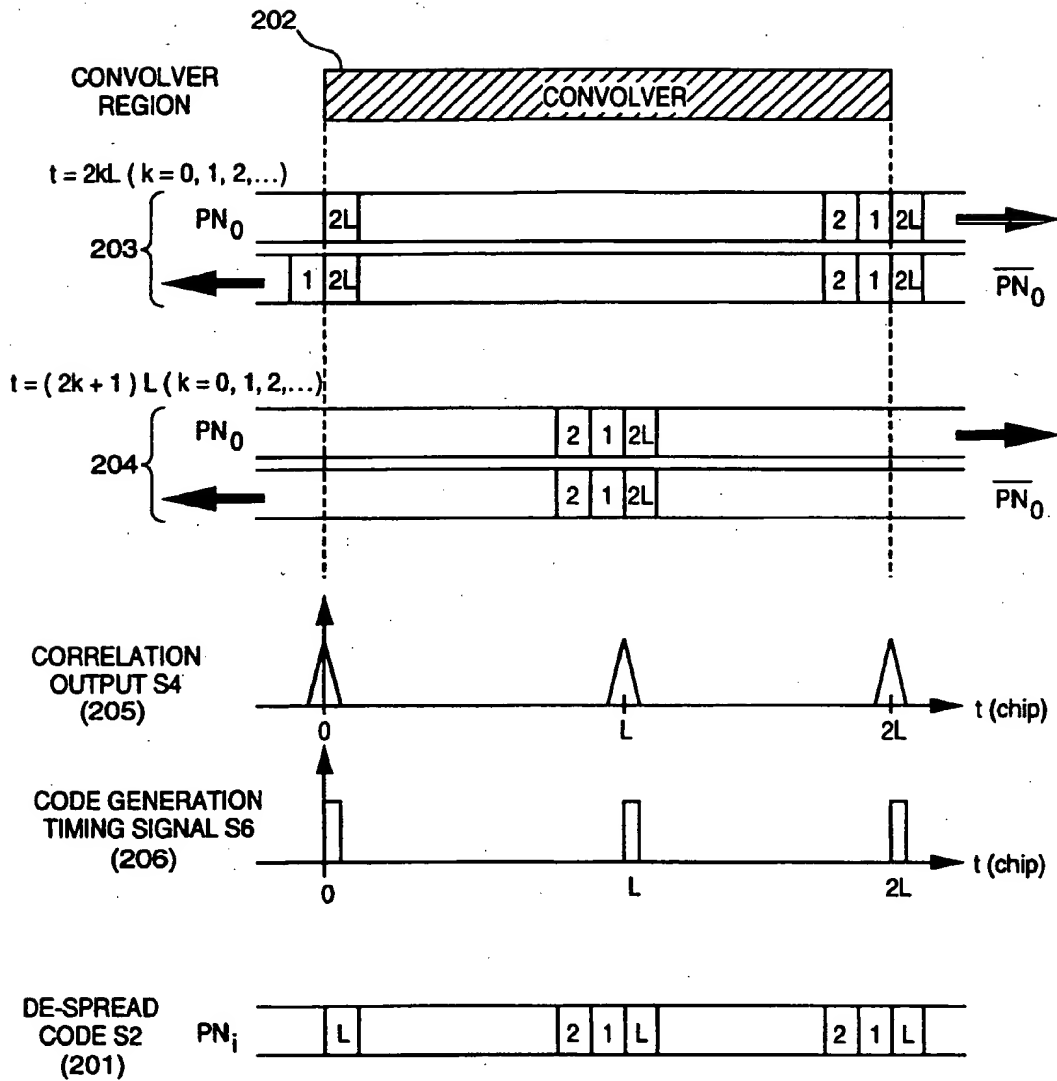 202
CONVOLVER
REGION
CONVOLVER
t = 2kL ( k = 0, 1, 2,...)
203
PN0
2L
2 1 2L
1 2L
2 1 2L
P̅N̅0
t = ( 2k + 1 ) L ( k = 0, 1, 2,...)
204
PN0
2 1 2L
2 1 2L
P̅N̅0
CORRELATION
OUTPUT S4
(205)
0
L
2L
t (chip)
CODE GENERATION
TIMING SIGNAL S6
(206)
0
L
2L
t (chip)
DE-SPREAD
CODE S2
(201)
PNi
L
2 1 L
2 1 L